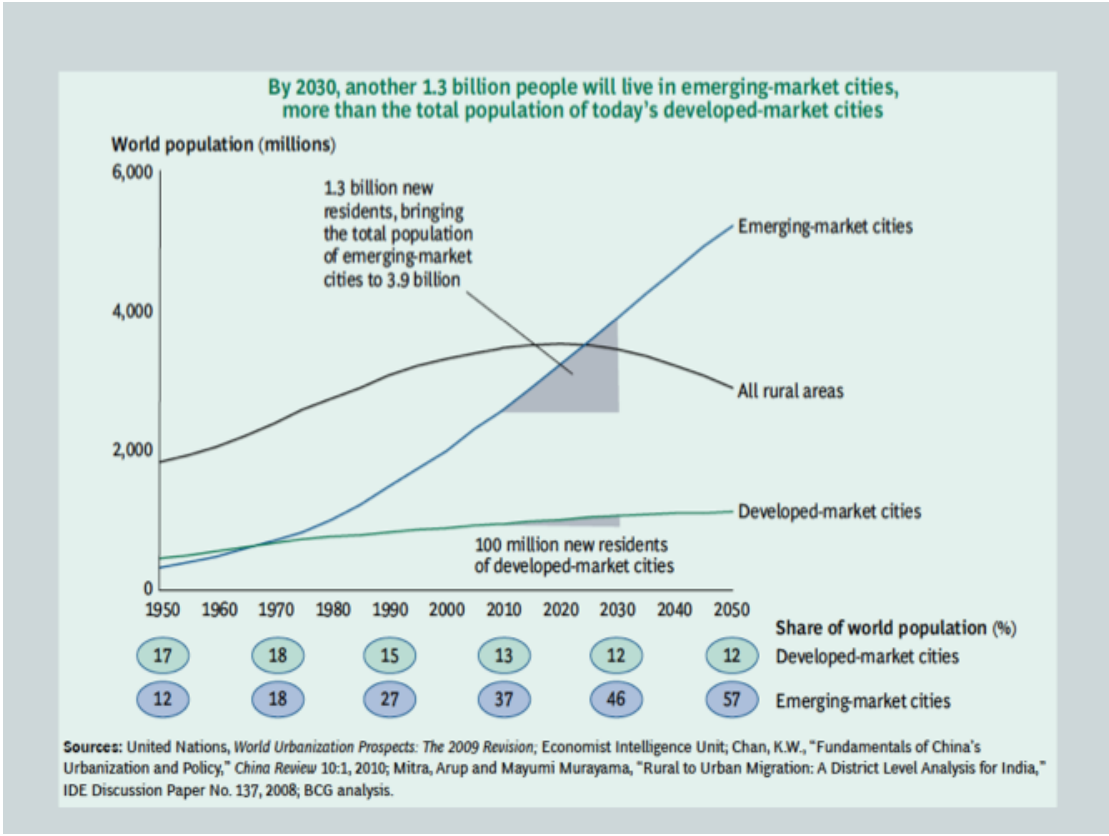 By 2030, another 1.3 billion people will live in emerging-market cities,
more than the total population of today's developed-market cities
World population (millions)
6,000
1.3 billion new
residents, bringing
the total population
of emerging-market
cities to 3.9 billion
Emerging-market cities
4,000
All rural areas
2,000
Developed-market cities
100 million new residents
of developed-market cities
0
1950 1960 1970 1980 1990 2000 2010 2020 2030 2040 2050
Share of world population (%)
17 18 15 13 12 12 Developed-market cities
12 18 27 37 46 57 Emerging-market cities
Sources: United Nations, World Urbanization Prospects: The 2009 Revision; Economist Intelligence Unit; Chan, K.W., "Fundamentals of China's
Urbanization and Policy," China Review 10:1, 2010; Mitra, Arup and Mayumi Murayama, "Rural to Urban Migration: A District Level Analysis for India,"
IDE Discussion Paper No. 137, 2008; BCG analysis.